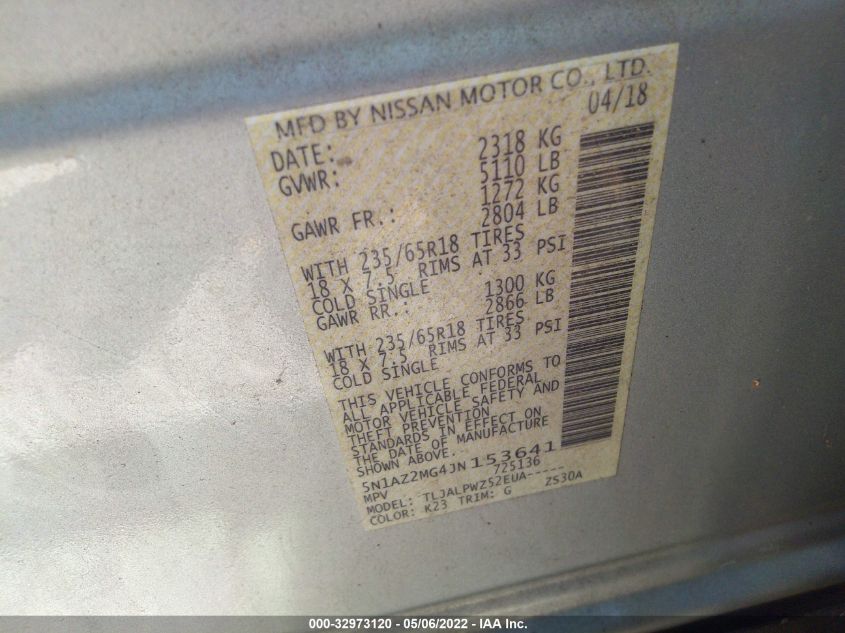 MFD BY NISSAN MOTOR CO., LTD.
DATE: 04/18
GVWR: 2318 KG
5110 LB
GAWR FR.: 1272 KG
2804 LB
WITH 235/65R18 TIRES
18 X 7.5 RIMS AT 33 PSI
COLD SINGLE
GAWR RR.: 1300 KG
2866 LB
WITH 235/65R18 TIRES
18 X 7.5 RIMS AT 33 PSI
COLD SINGLE
THIS VEHICLE CONFORMS TO
ALL APPLICABLE FEDERAL
MOTOR VEHICLE SAFETY AND
THEFT PREVENTION
STANDARDS IN EFFECT ON
THE DATE OF MANUFACTURE
SHOWN ABOVE.
5N1AZ2MG4JN153641
MPV 725136
MODEL: TLJALPWZ52EUA-----
COLOR: K23 TRIM: G ZS30A
000-32973120 - 05/06/2022 - IAA Inc.